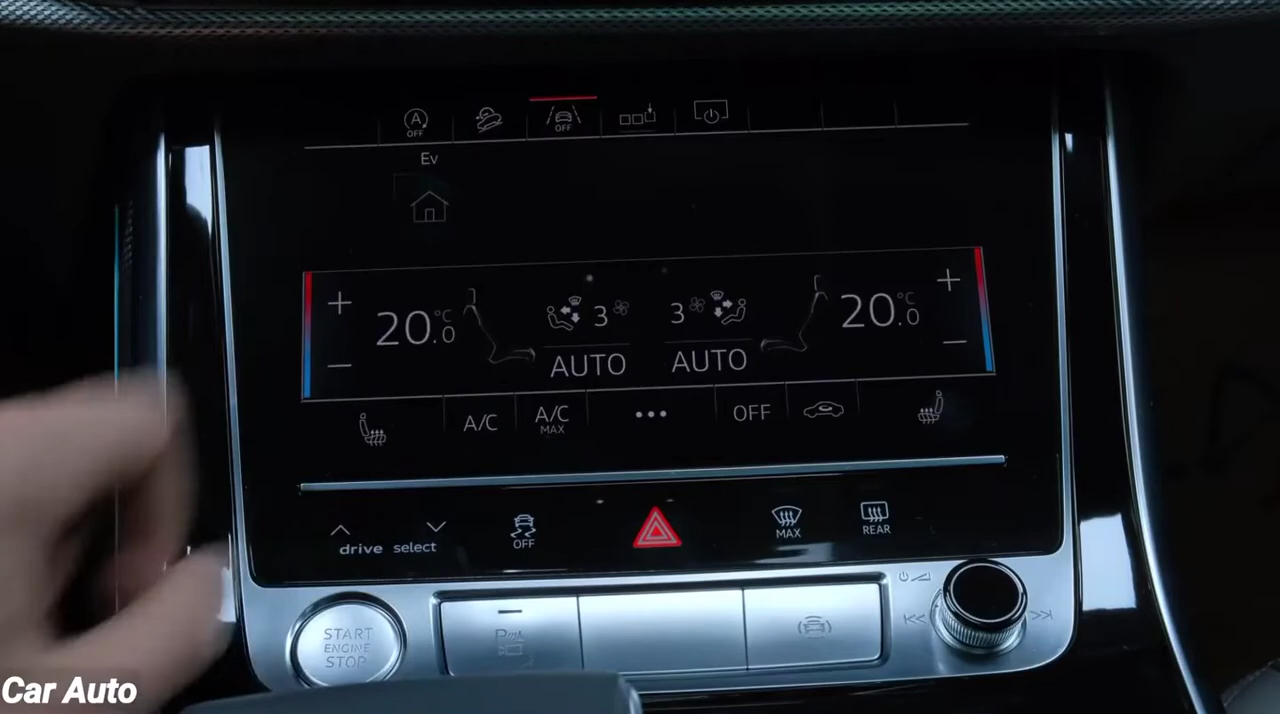 A
OFF
OFF
Ev
20.0 °C
3
3
20.0 °C
AUTO
AUTO
A/C
A/C
MAX
OFF
drive select
OFF
MAX
REAR
START
ENGINE
STOP
Car Auto